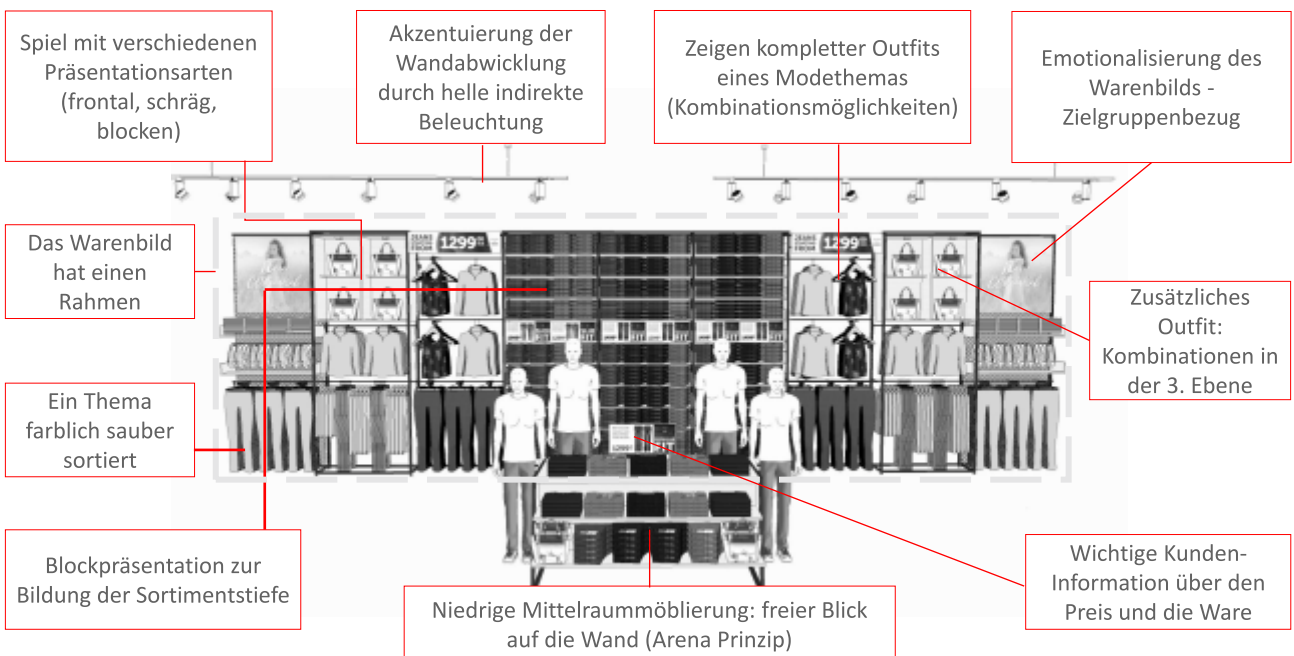 Spiel mit verschiedenen
Präsentationsarten
(frontal, schräg,
blocken)
Akzentuierung der
Wandabwicklung
durch helle indirekte
Beleuchtung
Zeigen kompletter Outfits
eines Modethemas
(Kombinationsmöglichkeiten)
Emotionalisierung des
Warenbilds -
Zielgruppenbezug
Das Warenbild
hat einen
Rahmen
JEANS
1299
JEANS
1299
Zusätzliches
Outfit:
Kombinationen in
der 3. Ebene
Ein Thema
farblich sauber
sortiert
Blockpräsentation zur
Bildung der Sortimentstiefe
Niedrige Mittelraummöblierung: freier Blick
auf die Wand (Arena Prinzip)
Wichtige Kunden-
Information über den
Preis und die Ware